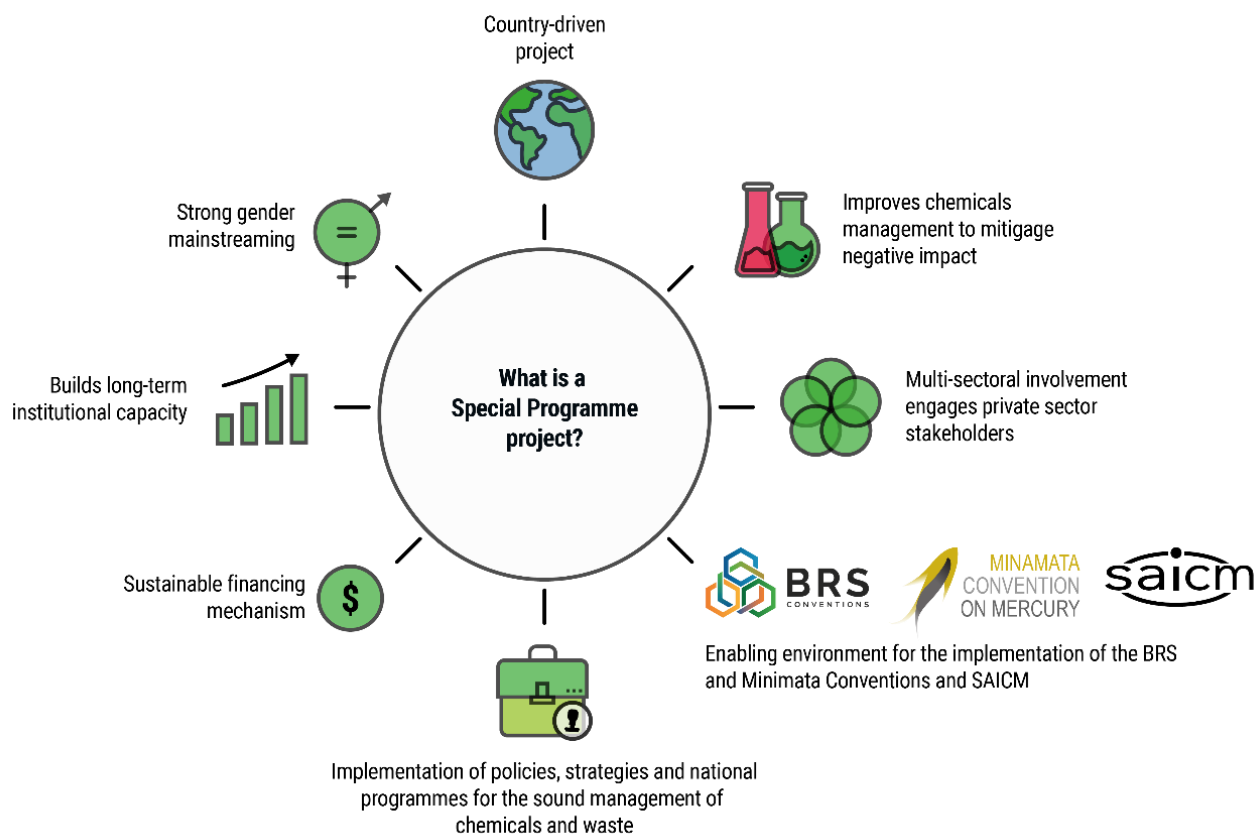 Country-driven
project
Improves chemicals
management to mitigage
negative impact
Multi-sectoral involvement
engages private sector
stakeholders
BRS
CONVENTIONS
MINAMATA
CONVENTION
ON MERCURY
saicm
Enabling environment for the implementation of the BRS
and Minimata Conventions and SAICM
Implementation of policies, strategies and national
programmes for the sound management of
chemicals and waste
$
Sustainable financing
mechanism
Builds long-term
institutional capacity
=
Strong gender
mainstreaming
What is a
Special Programme
project?